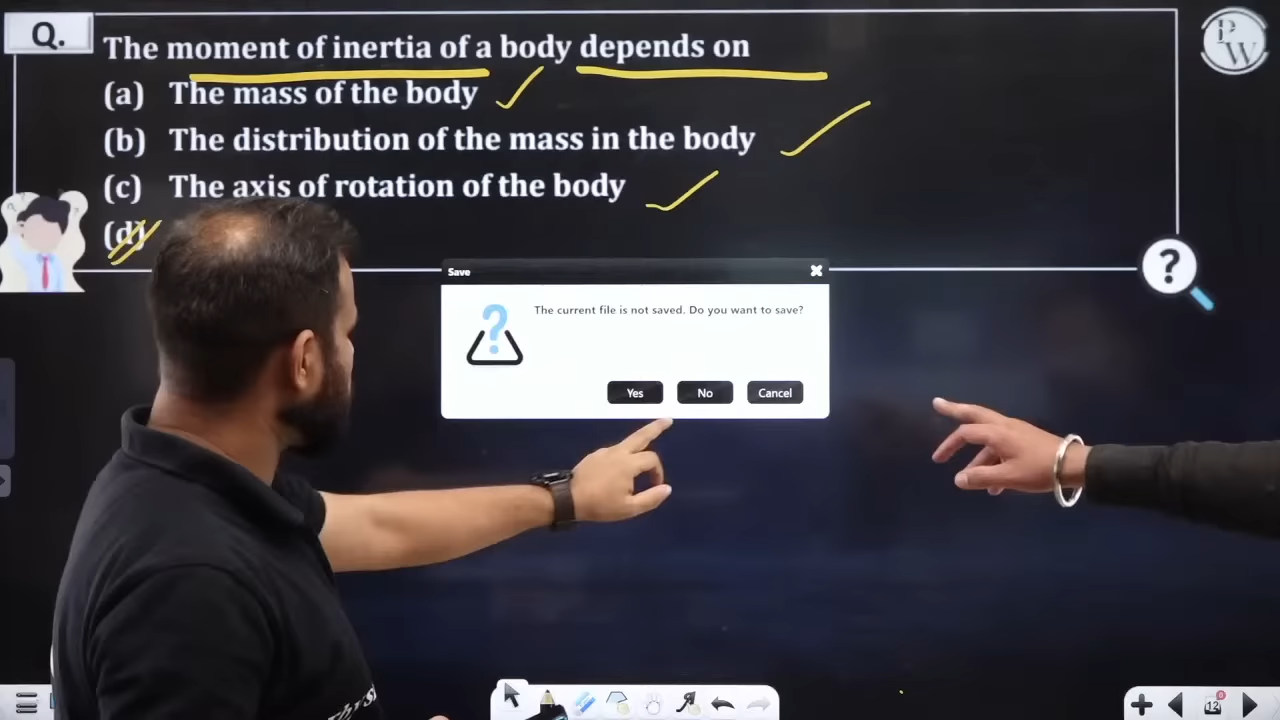 Q.
The moment of inertia of a body depends on
(a) The mass of the body
(b) The distribution of the mass in the body
(c) The axis of rotation of the body
(d)
PW
?
Save
The current file is not saved. Do you want to save?
Yes No Cancel
12